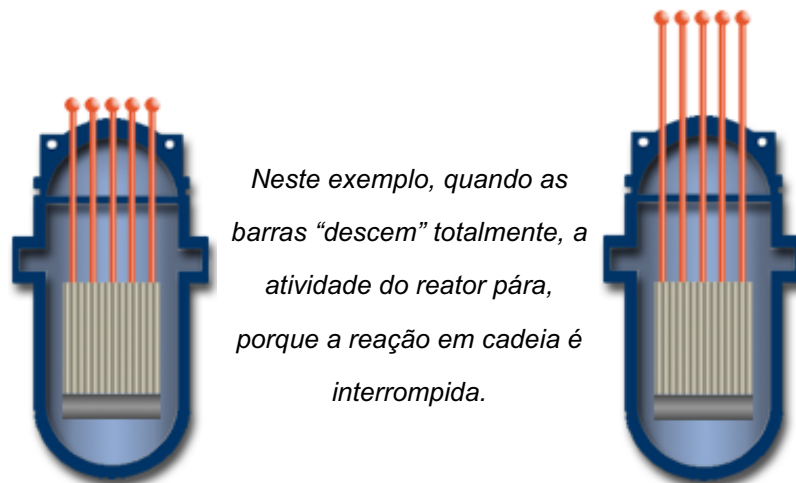 Neste exemplo, quando as
barras “descem” totalmente, a
atividade do reator pára,
porque a reação em cadeia é
interrompida.